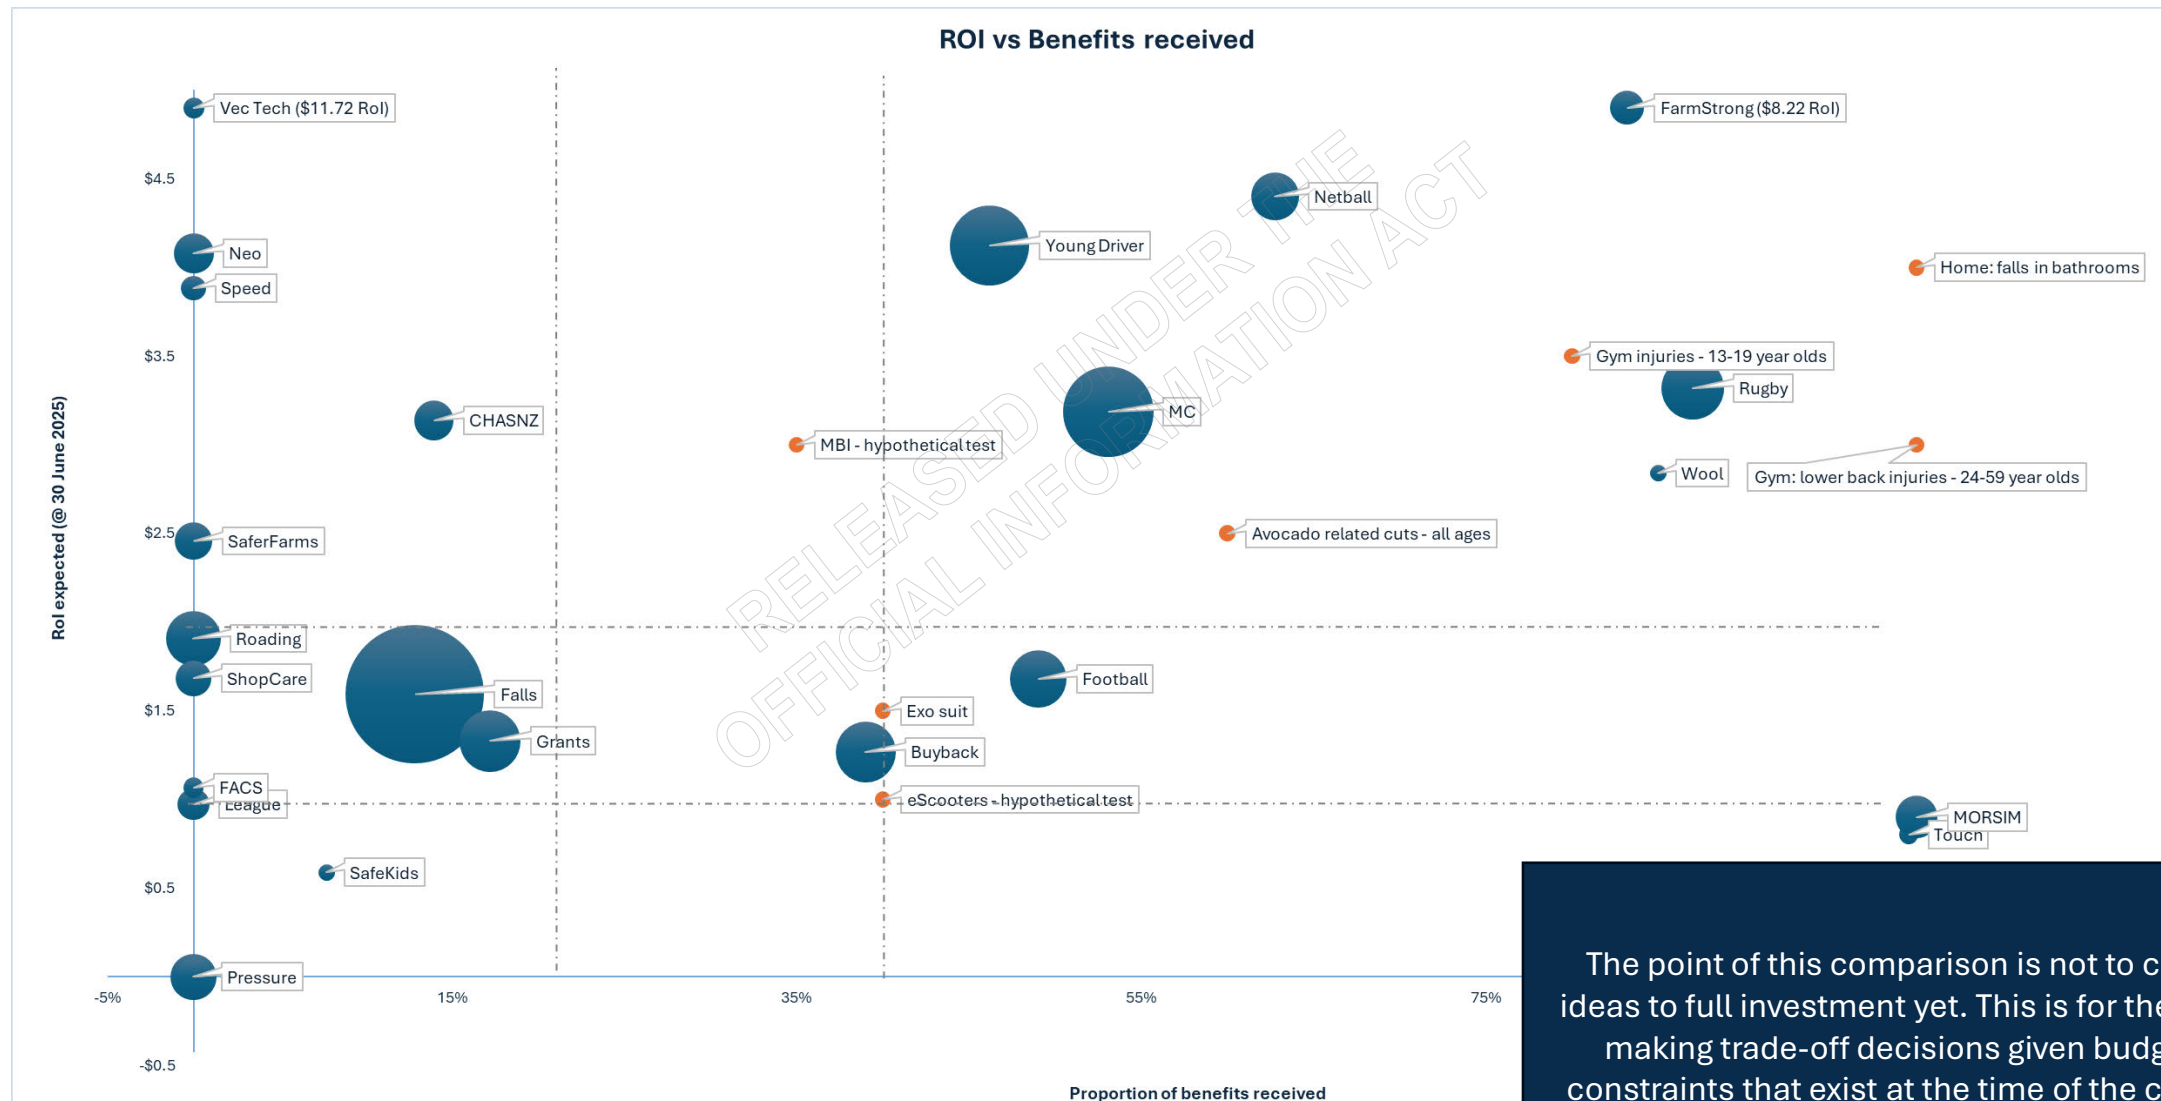 ROI vs Benefits received
Vec Tech ($11.72 RoI)
FarmStrong ($8.22 RoI)
$4.5
Netball
Young Driver
Neo
Home: falls in bathrooms
Speed
$3.5
Gym injuries - 13-19 year olds
Rugby
MC
CHASNZ
MBI - hypothetical test
Wool
Gym: lower back injuries - 24-59 year olds
$2.5
SaferFarms
Avocado related cuts - all ages
RoI expected (@ 30 June 2025)
RELEASED UNDER THE
OFFICIAL INFORMATION ACT
Roading
ShopCare
Football
Falls
$1.5
Exo suit
Grants
Buyback
FACS
League
eScooters - hypothetical test
MORSIM
Touch
SafeKids
$0.5
Pressure
-5%
15%
35%
55%
75%
-$0.5
Proportion of benefits received
The point of this comparison is not to c
ideas to full investment yet. This is for the
making trade-off decisions given budg
constraints that exist at the time of the c